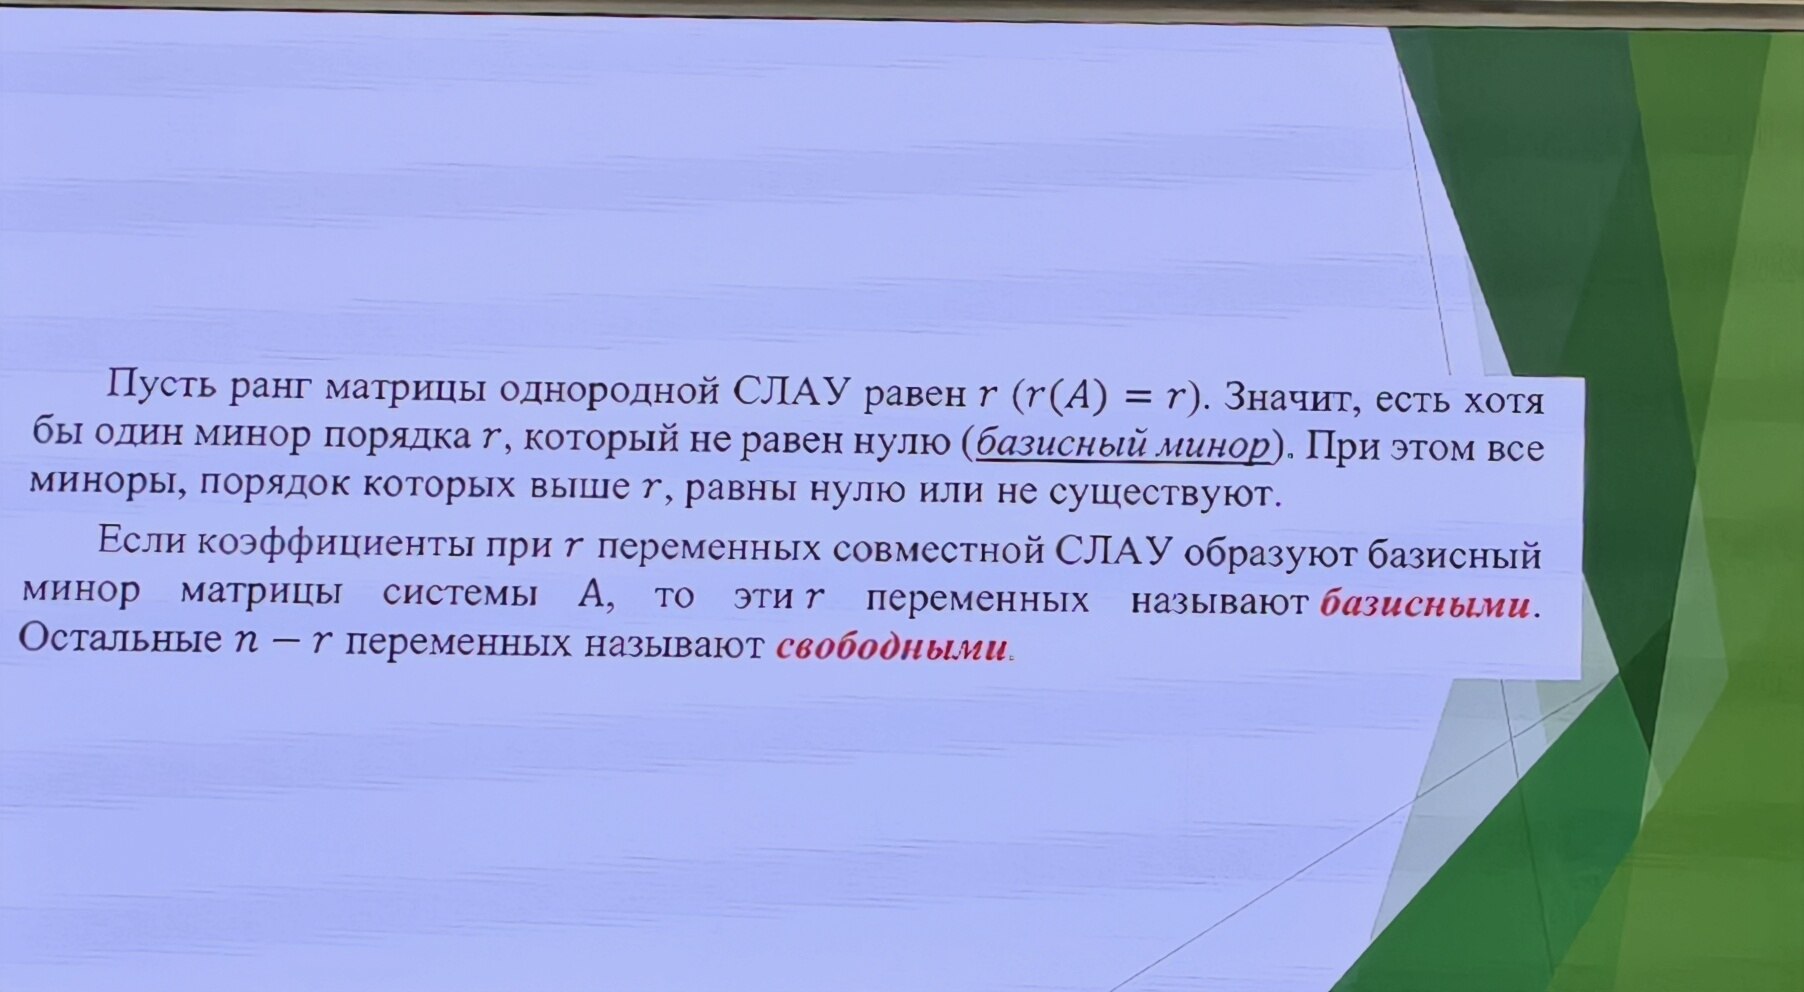 Пусть ранг матрицы однородной СЛАУ равен r (r(A) = r). Значит, есть хотя
бы один минор порядка r, который не равен нулю (базисный минор). При этом все
миноры, порядок которых выше r, равны нулю или не существуют.
Если коэффициенты при r переменных совместной СЛАУ образуют базисный
минор матрицы системы A, то эти r переменных называют базисными.
Остальные n − r переменных называют свободными.